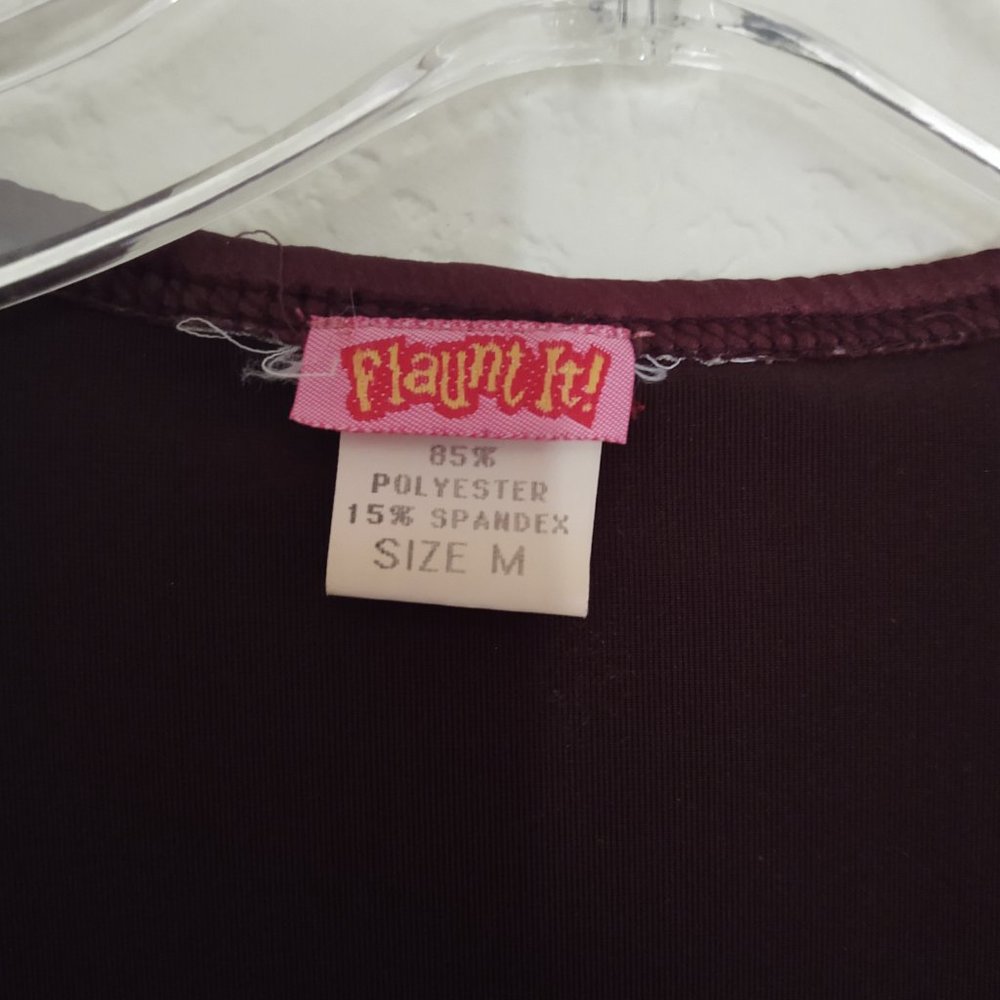 Flaunt It!
85%
POLYESTER
15% SPANDEX
SIZE M